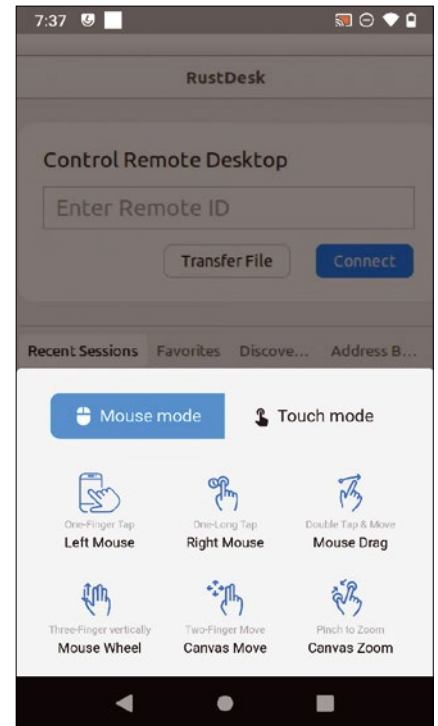 7:37
RustDesk
Control Remote Desktop
Enter Remote ID
Transfer File Connect
Recent Sessions Favorites Discove... Address B...
Mouse mode Touch mode
One-Finger Tap One-Long Tap Double Tap & Move
Left Mouse Right Mouse Mouse Drag
Three-Finger vertically Two-Finger Move Pinch to Zoom
Mouse Wheel Canvas Move Canvas Zoom